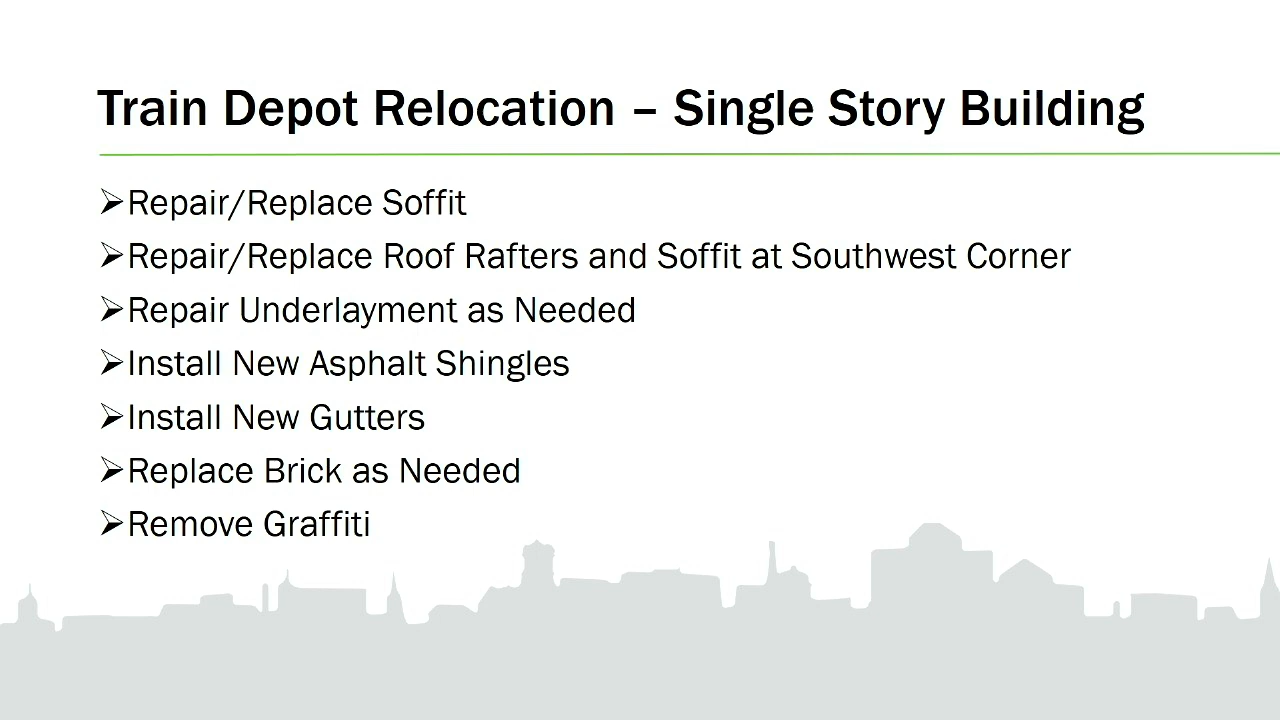 Train Depot Relocation – Single Story Building
➢Repair/Replace Soffit
➢Repair/Replace Roof Rafters and Soffit at Southwest Corner
➢Repair Underlayment as Needed
➢Install New Asphalt Shingles
➢Install New Gutters
➢Replace Brick as Needed
➢Remove Graffiti